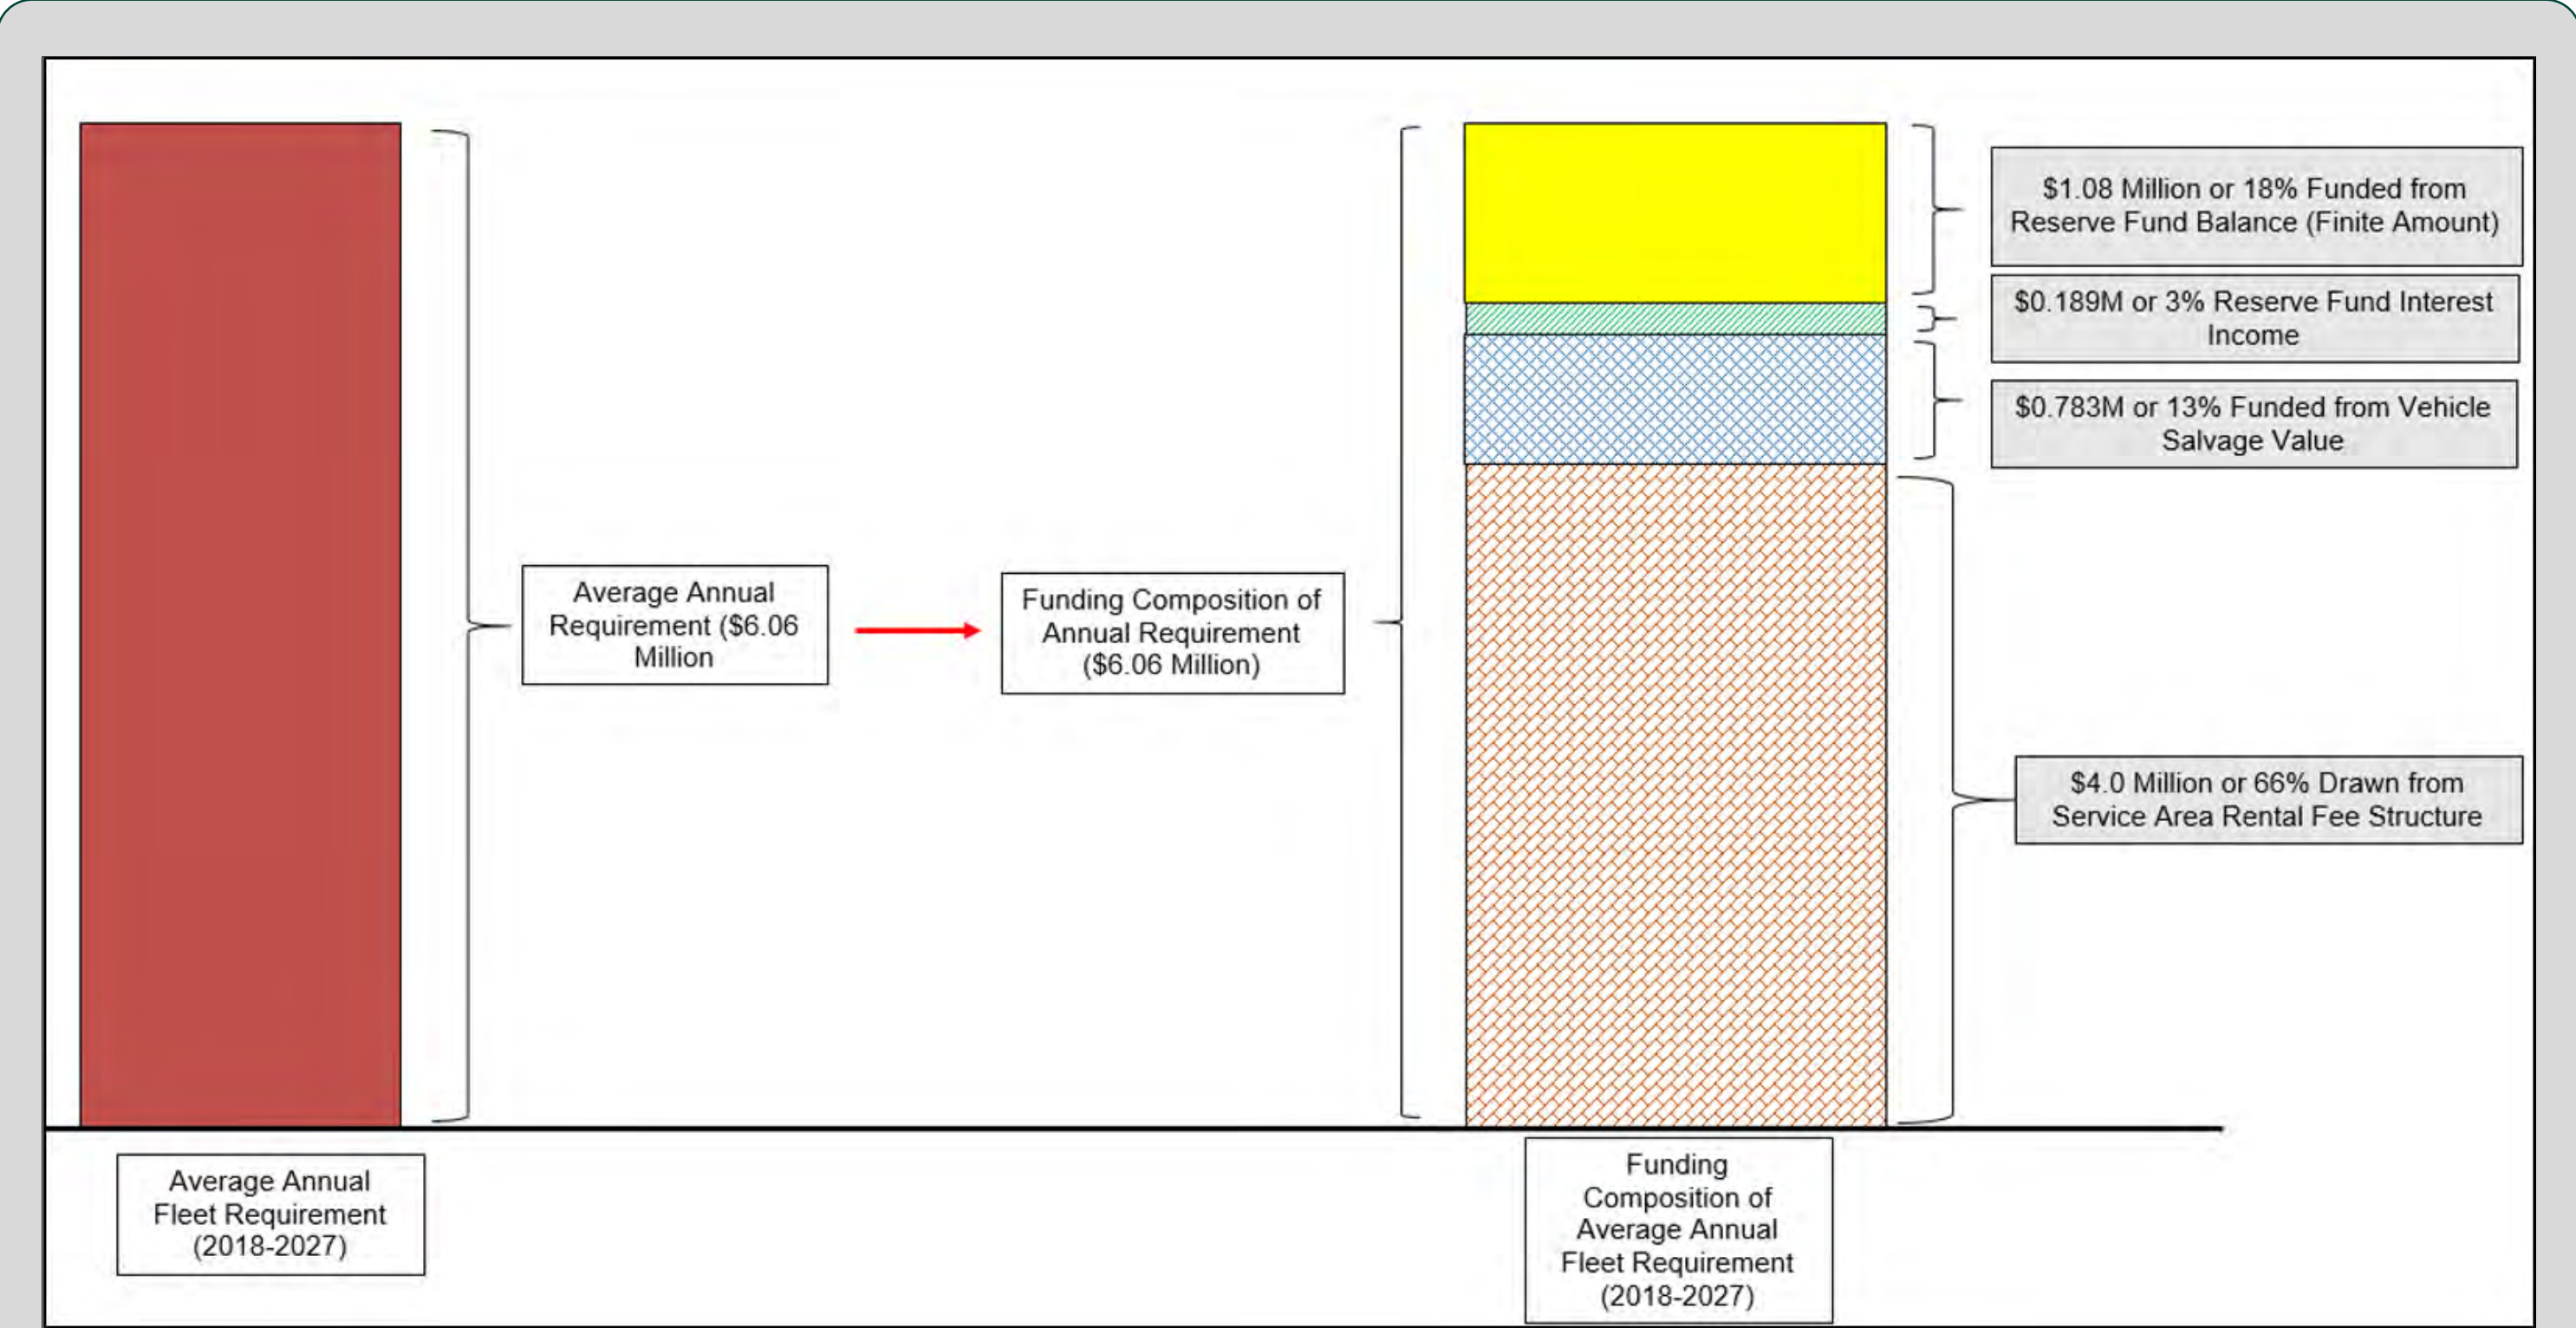 $1.08 Million or 18% Funded from
Reserve Fund Balance (Finite Amount)
$0.189M or 3% Reserve Fund Interest
Income
$0.783M or 13% Funded from Vehicle
Salvage Value
Average Annual
Requirement ($6.06
Million
Funding Composition of
Annual Requirement
($6.06 Million)
$4.0 Million or 66% Drawn from
Service Area Rental Fee Structure
Average Annual
Fleet Requirement
(2018-2027)
Funding
Composition of
Average Annual
Fleet Requirement
(2018-2027)